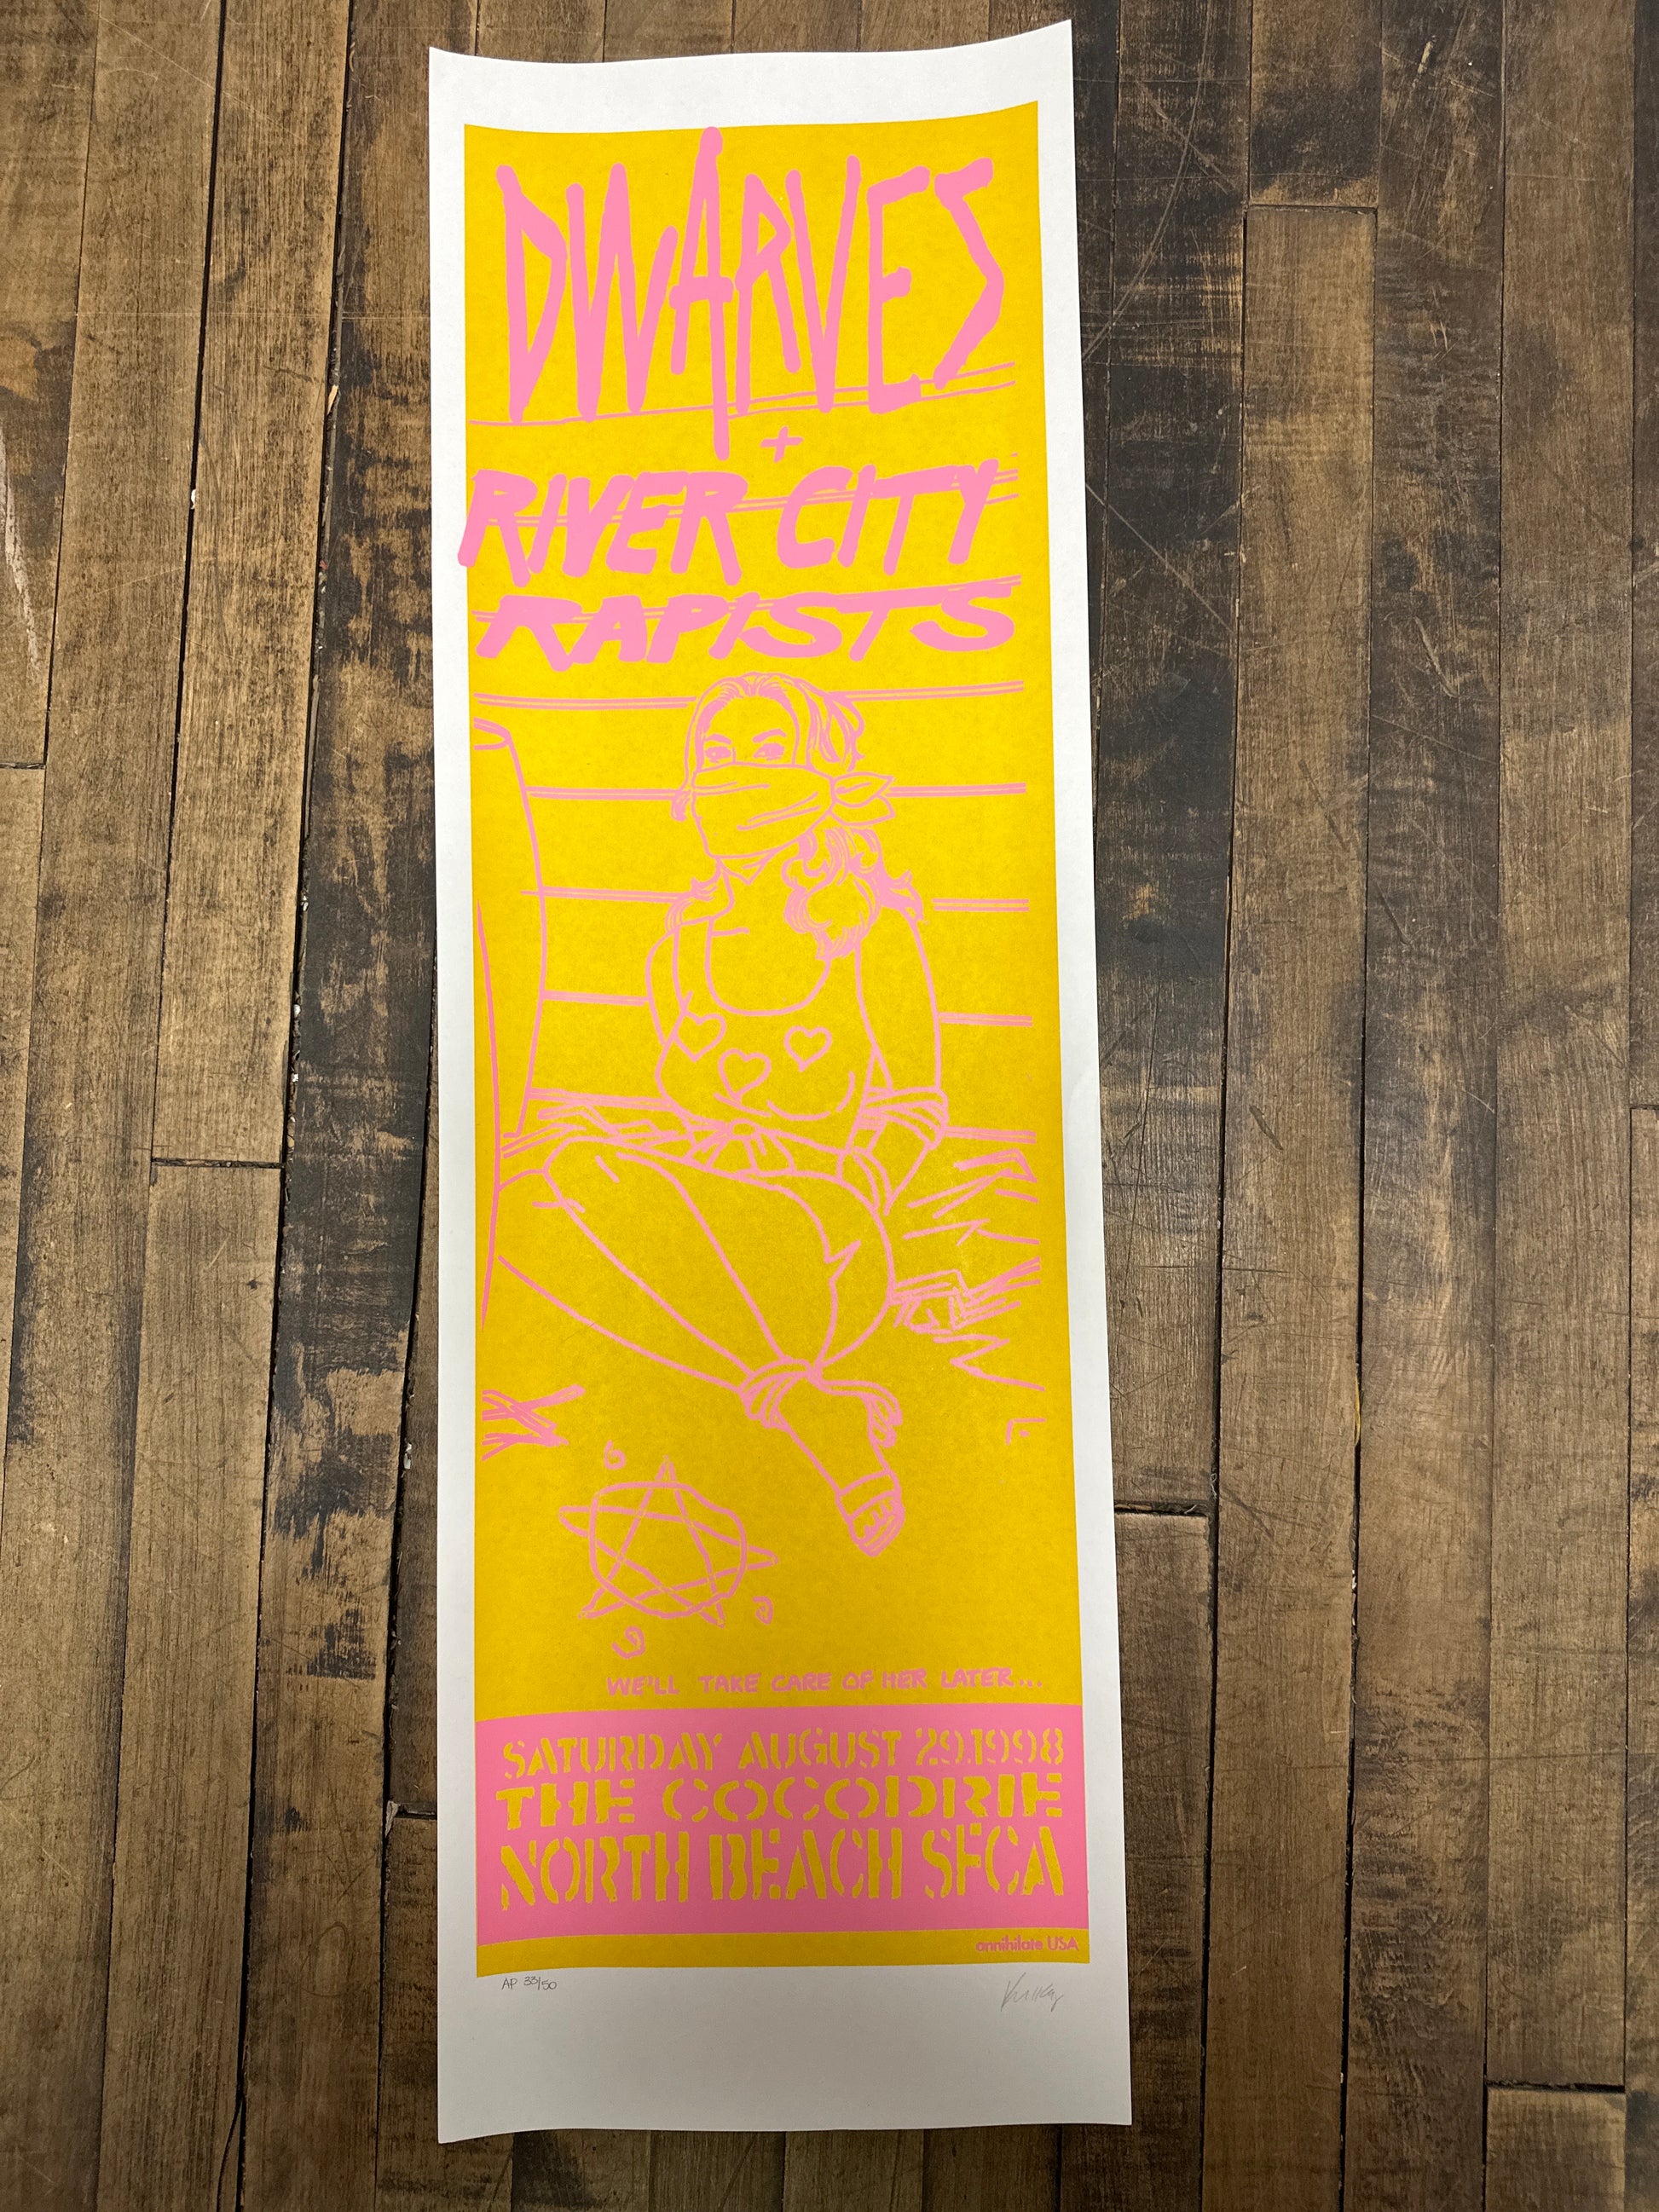 DWARVES
+
RIVER CITY
RAPISTS
WE'LL TAKE CARE OF HER LATER...
SATURDAY AUGUST 29.1998
THE COCODRIE
NORTH BEACH SFCA
annihilate USA
AP 33/50